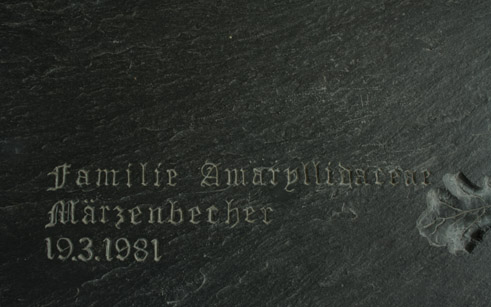 Familie Amaryllidaceae
Märzenbecher
19.3.1981